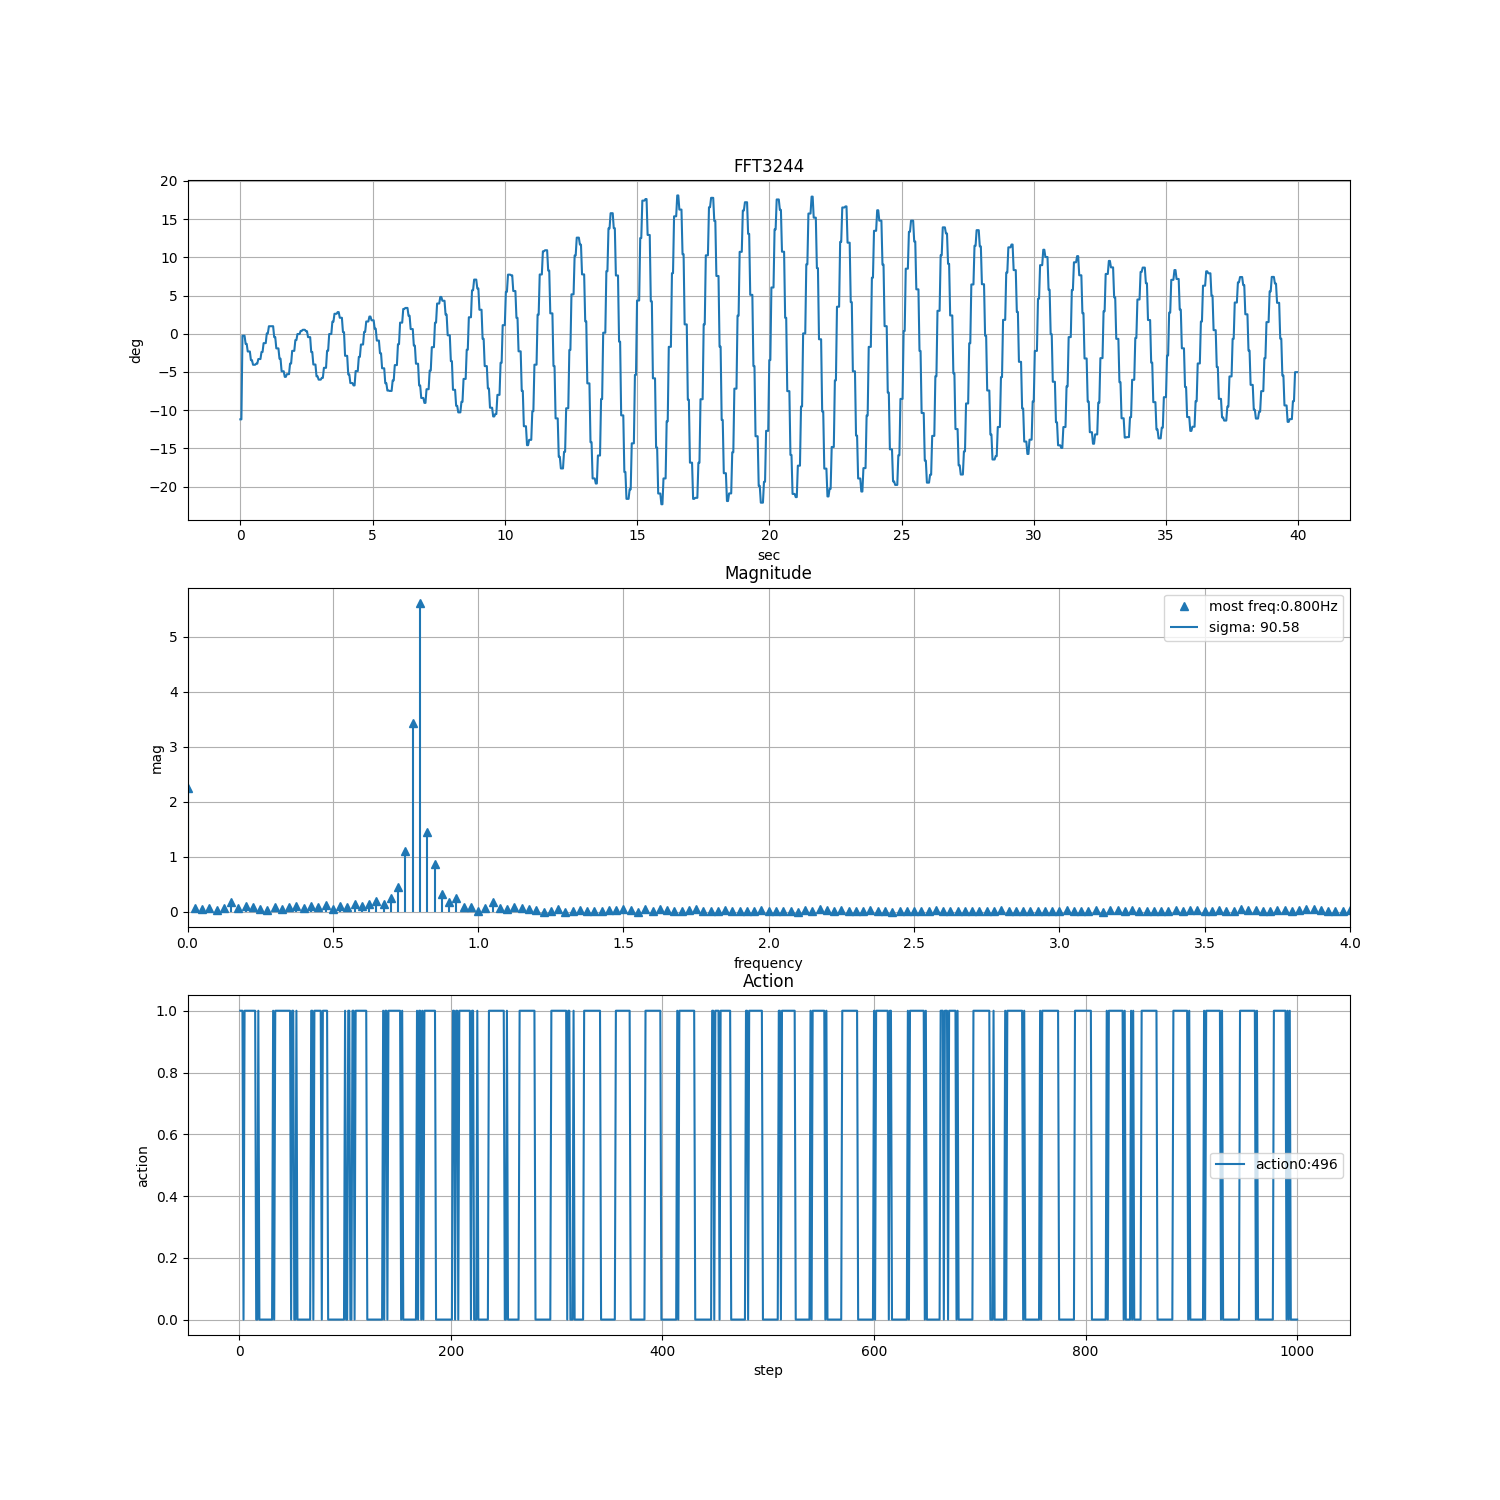 FFT3244
20
15
10
5
0
−5
−10
−15
−20
deg
0 5 10 15 20 25 30 35 40
sec
Magnitude
most freq:0.800Hz
sigma: 90.58
5
4
3
2
1
0
mag
0.0 0.5 1.0 1.5 2.0 2.5 3.0 3.5 4.0
frequency
Action
1.0
0.8
0.6
0.4
0.2
0.0
action
action0:496
0 200 400 600 800 1000
step